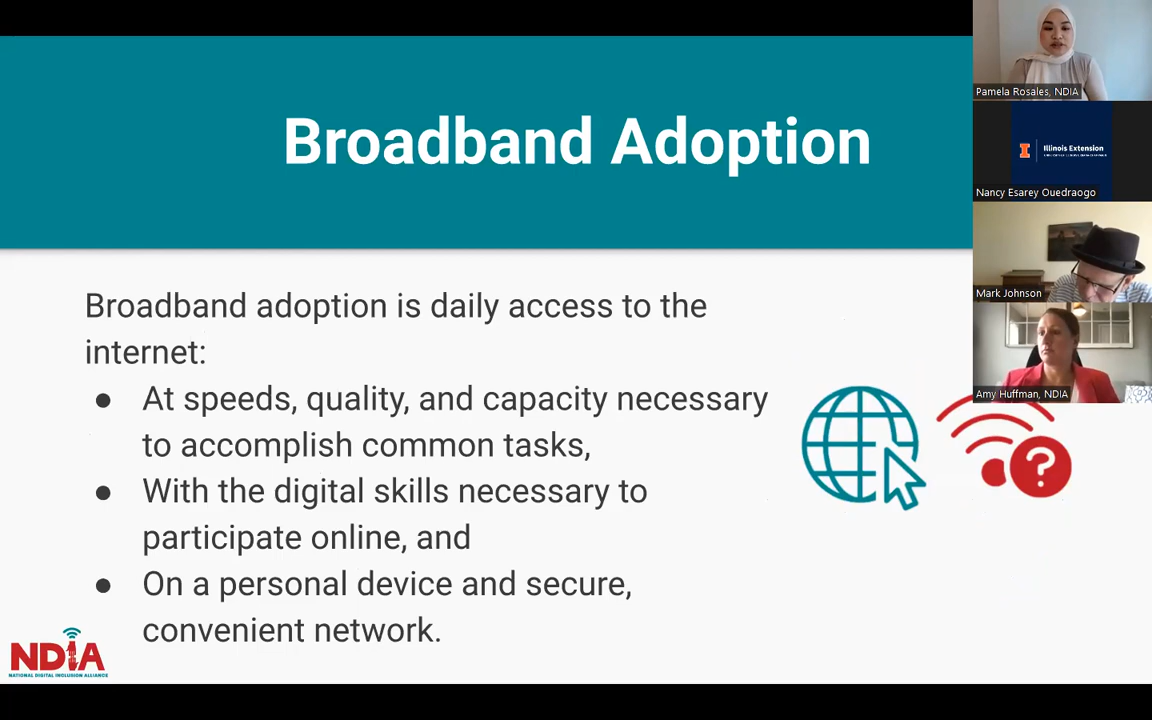 Broadband Adoption
Broadband adoption is daily access to the
internet:
● At speeds, quality, and capacity necessary
to accomplish common tasks,
● With the digital skills necessary to
participate online, and
● On a personal device and secure,
convenient network.
?
NDIA
NATIONAL DIGITAL INCLUSION ALLIANCE
Pamela Rosales, NDIA
I
Illinois Extension
Nancy Esarey Ouedraogo
Mark Johnson
Amy Huffman, NDIA